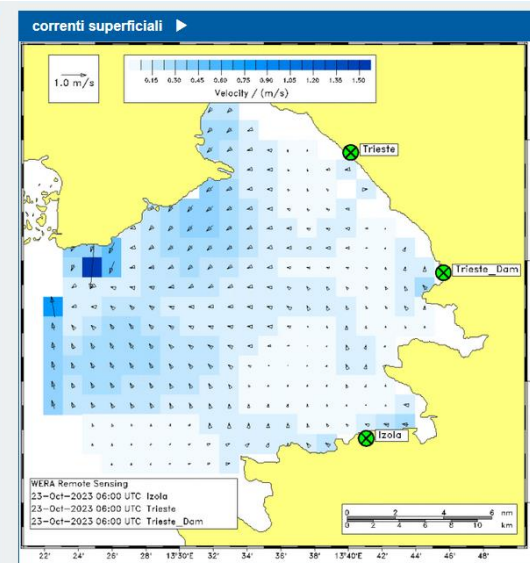 correnti superficiali
1.0 m/s
0.15 0.30 0.45 0.60 0.75 0.90 1.05 1.20 1.35 1.50
Velocity / (m/s)
Trieste
Trieste_Dam
Izola
WERA Remote Sensing
23-Oct-2023 06:00 UTC Izola
23-Oct-2023 06:00 UTC Trieste
23-Oct-2023 06:00 UTC Trieste_Dam
0 2 4 6 nm
0 2 4 6 8 10 km
22' 24' 26' 28' 13°30'E 32' 34' 36' 38' 13°40'E 42' 44' 46' 48'